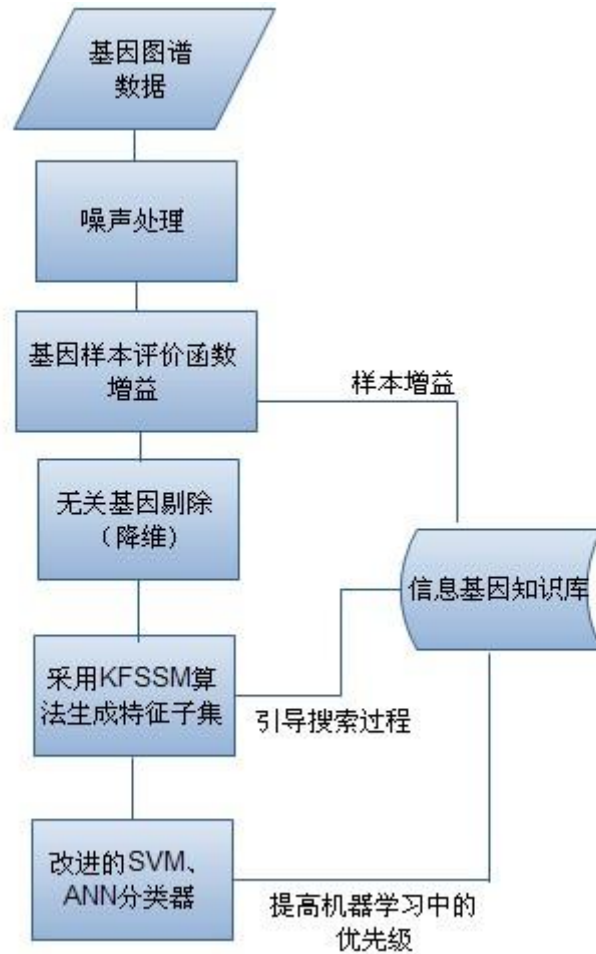 基因图谱
数据
噪声处理
基因样本评价函数
增益
样本增益
无关基因剔除
（降维）
信息基因知识库
采用KFSSM算
法生成特征子集
引导搜索过程
改进的SVM、
ANN分类器
提高机器学习中的
优先级